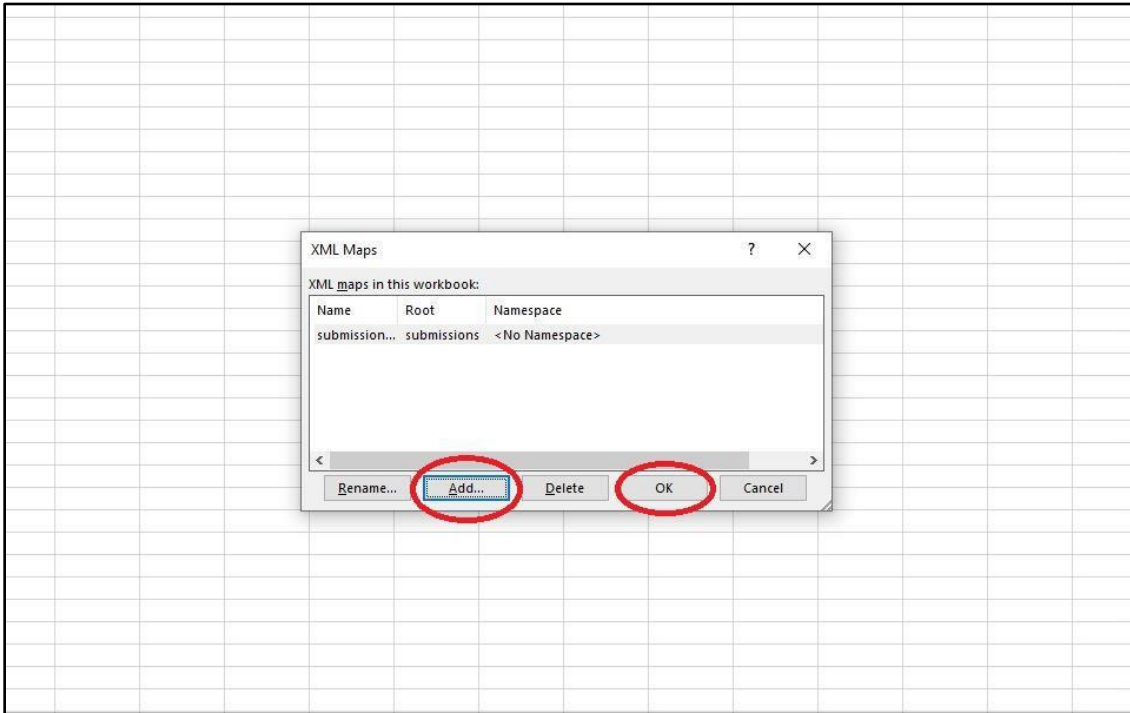 XML Maps ? X
XML maps in this workbook:
Name Root Namespace
submission... submissions <No Namespace>
Rename... Add... Delete OK Cancel